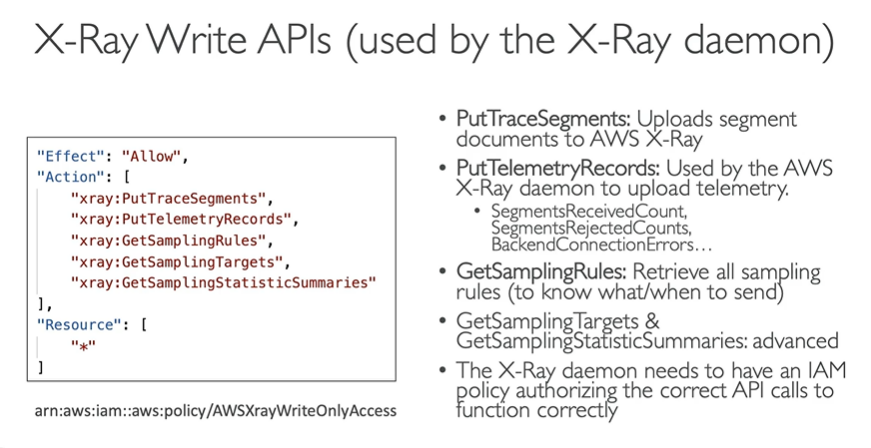 X-Ray Write APIs (used by the X-Ray daemon)
"Effect": "Allow",
"Action": [
"xray:PutTraceSegments",
"xray:PutTelemetryRecords",
"xray:GetSamplingRules",
"xray:GetSamplingTargets",
"xray:GetSamplingStatisticSummaries"
],
"Resource": [
"*"
]
arn:aws:iam::aws:policy/AWSXrayWriteOnlyAccess
• PutTraceSegments: Uploads segment
documents to AWS X-Ray
• PutTelemetryRecords: Used by the AWS
X-Ray daemon to upload telemetry.
• SegmentsReceivedCount,
SegmentsRejectedCounts,
BackendConnectionErrors…
• GetSamplingRules: Retrieve all sampling
rules (to know what/when to send)
• GetSamplingTargets &
GetSamplingStatisticSummaries: advanced
• The X-Ray daemon needs to have an IAM
policy authorizing the correct API calls to
function correctly